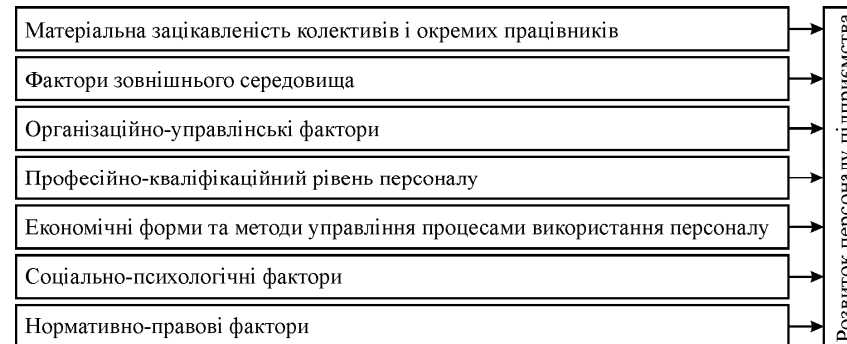 Матеріальна зацікавленість колективів і окремих працівників
Фактори зовнішнього середовища
Організаційно-управлінські фактори
Професійно-кваліфікаційний рівень персоналу
Економічні форми та методи управління процесами використання персоналу
Соціально-психологічні фактори
Нормативно-правові фактори
Розвиток персоналу підприємства